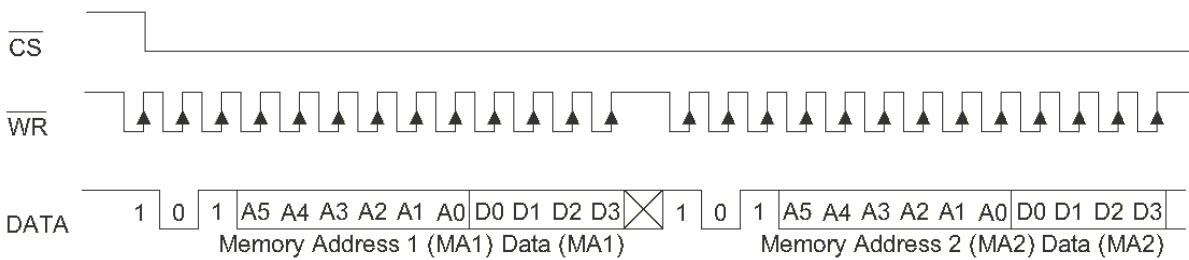 CS
WR
DATA 1 0 1 A5 A4 A3 A2 A1 A0 D0 D1 D2 D3 1 0 1 A5 A4 A3 A2 A1 A0 D0 D1 D2 D3
Memory Address 1 (MA1) Data (MA1) Memory Address 2 (MA2) Data (MA2)